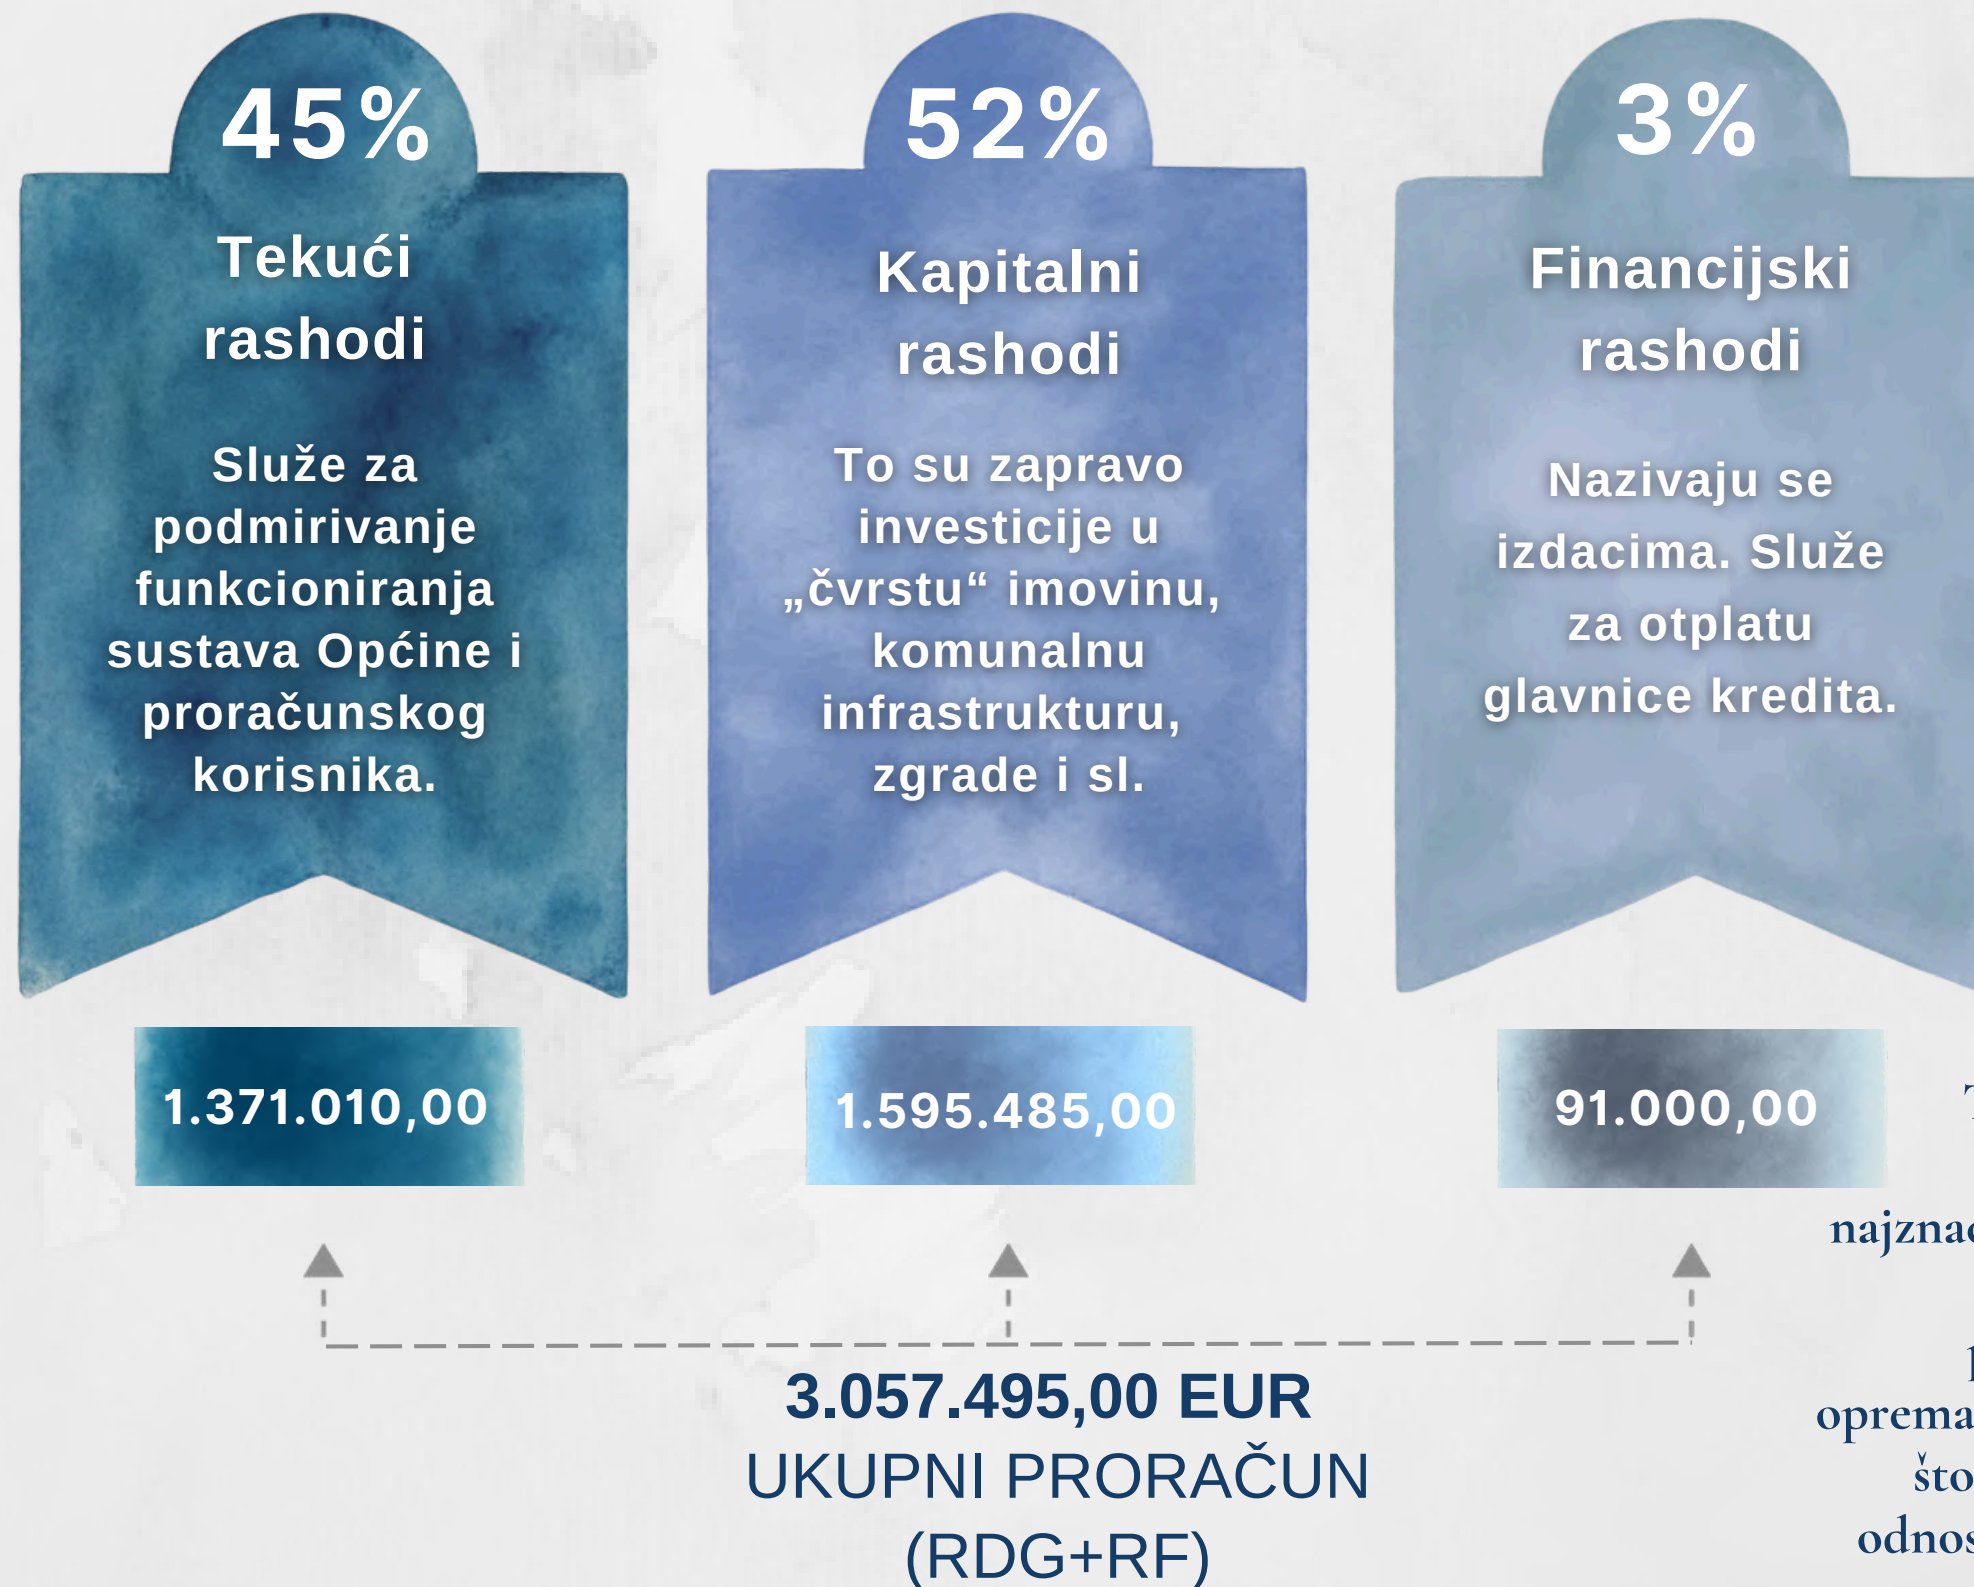 45%
Tekući
rashodi
Služe za
podmirivanje
funkcioniranja
sustava Općine i
proračunskog
korisnika.
1.371.010,00
52%
Kapitalni
rashodi
To su zapravo
investicije u
„čvrstu“ imovinu,
komunalnu
infrastrukturu,
zgrade i sl.
1.595.485,00
3%
Financijski
rashodi
Nazivaju se
izdacima. Služe
za otplatu
glavnice kredita.
91.000,00
3.057.495,00 EUR
UKUPNI PRORAČUN
(RDG+RF)
oprema
što